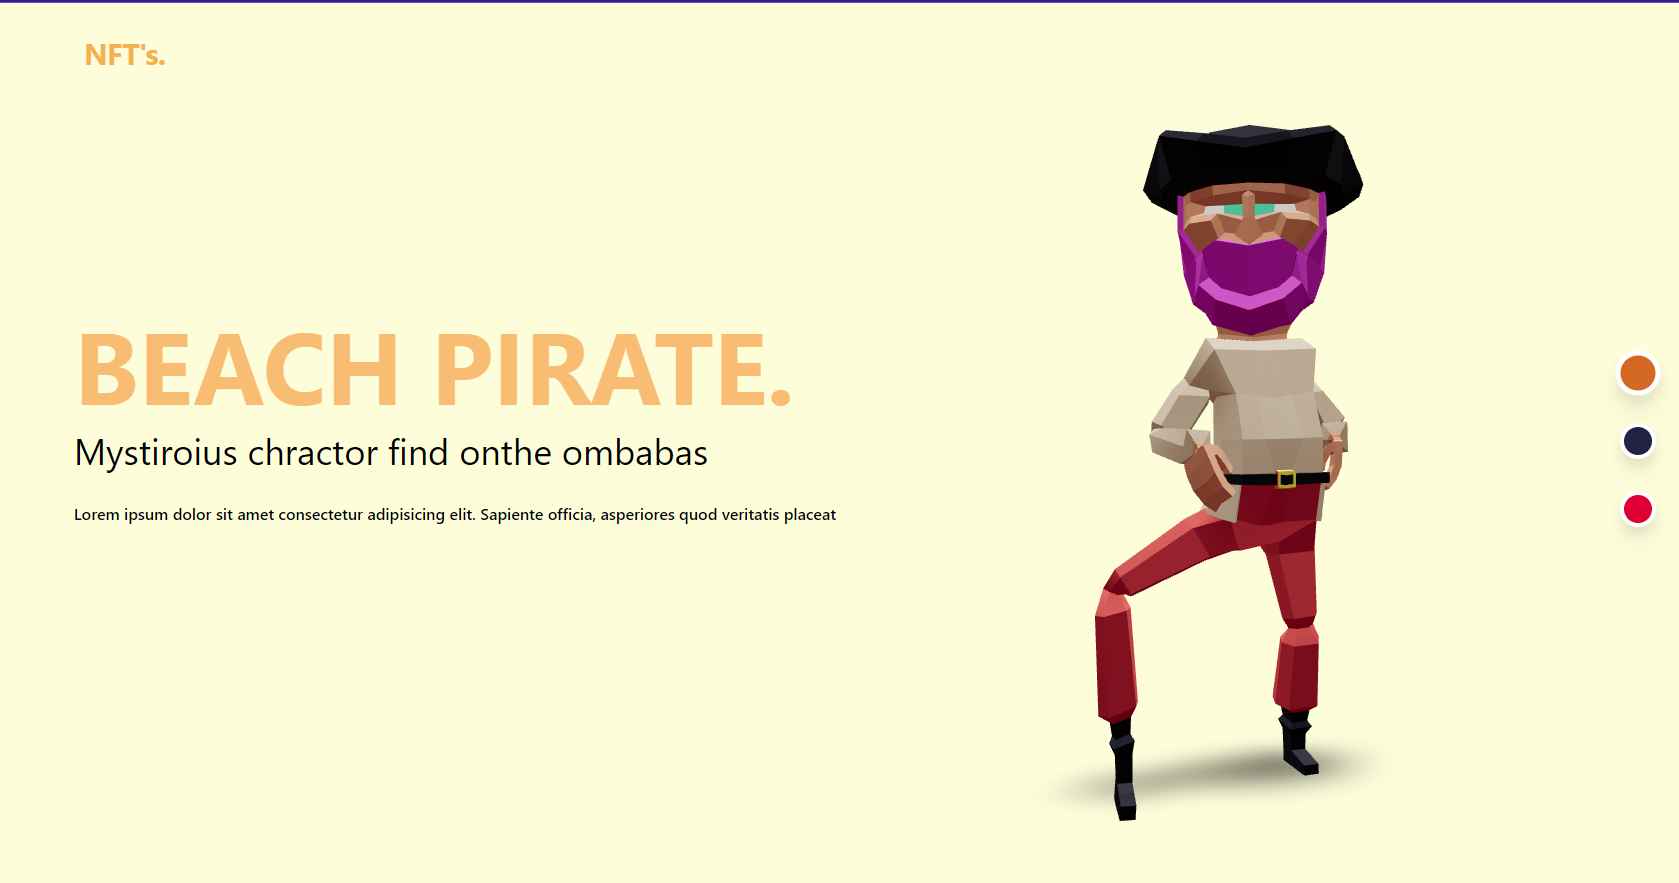 NFT's.
BEACH PIRATE.
Mystiroius chractor find onthe ombabas
Lorem ipsum dolor sit amet consectetur adipisicing elit. Sapiente officia, asperiores quod veritatis placeat